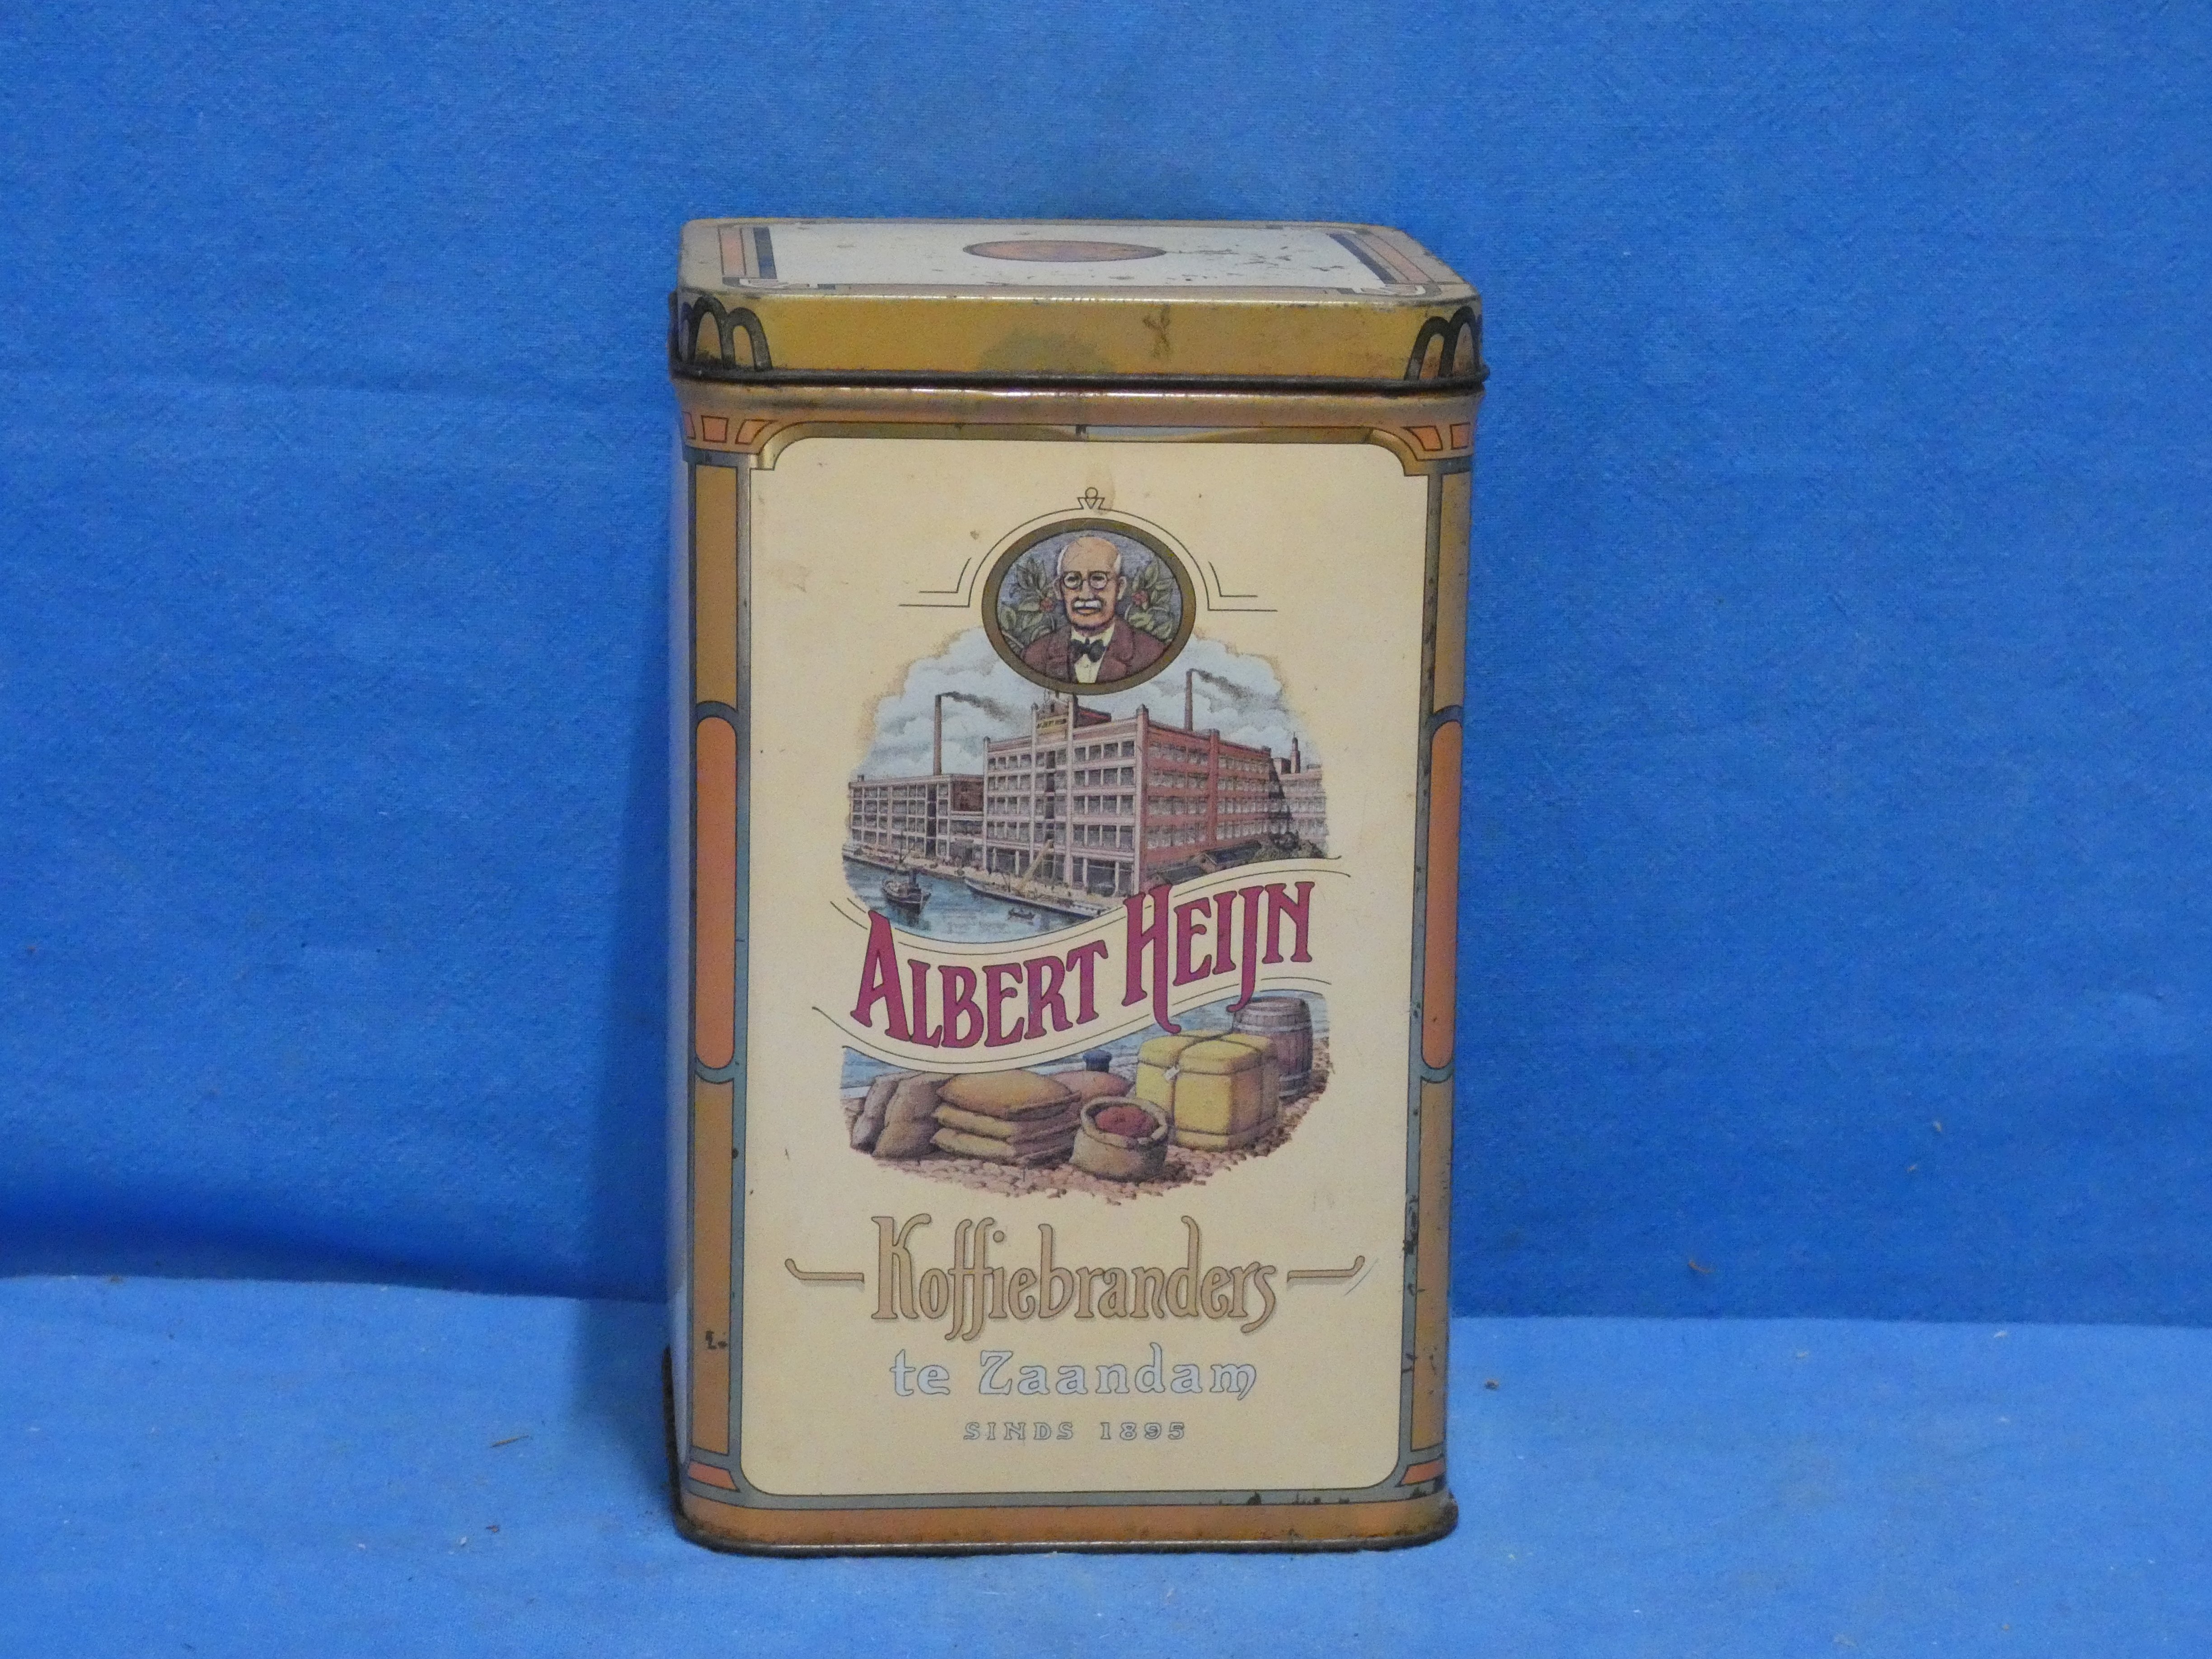 ALBERT HEIJN
Koffiebranders
te Zaandam
SINDS 1895